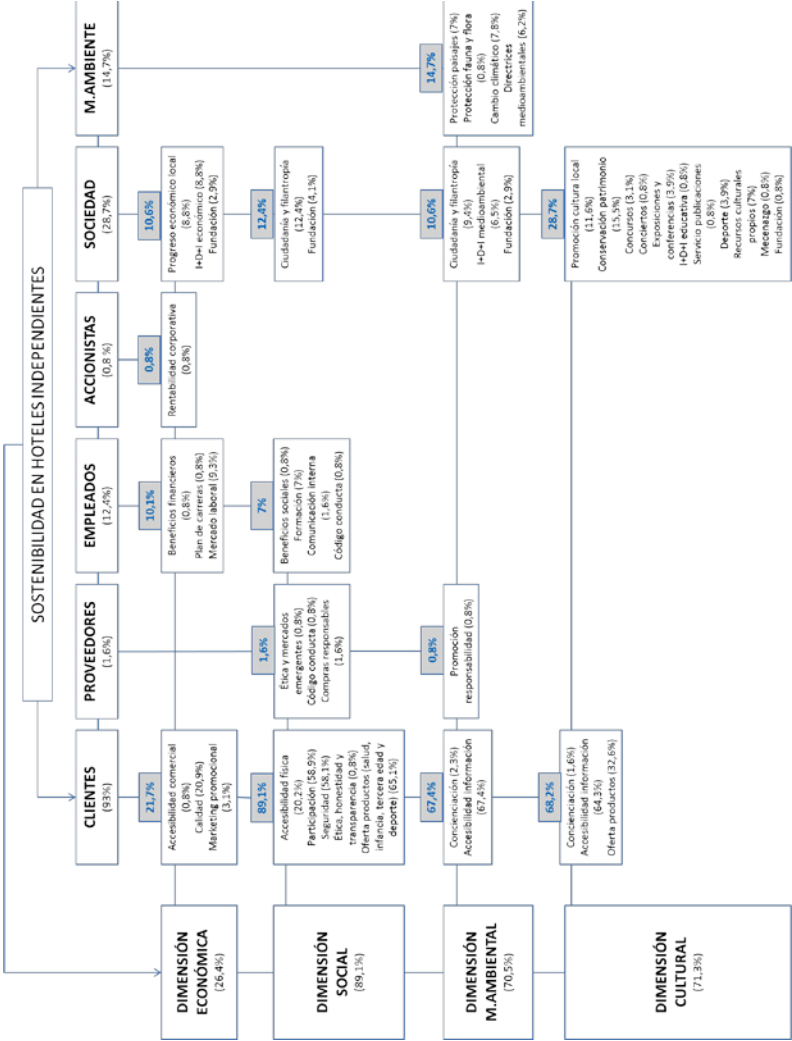 SOSTENIBILIDAD EN HOTELES INDEPENDIENTES
CLIENTES
(93%)
PROVEEDORES
(1,6%)
EMPLEADOS
(12,4%)
ACCIONISTAS
(0,8 %)
SOCIEDAD
(28,7%)
M.AMBIENTE
(14,7%)
DIMENSIÓN
ECONÓMICA
(26,4%)
21,7%
Accesibilidad comercial
(0,8%)
Calidad (20,9%)
Marketing promocional
(3,1%)
10,1%
Beneficios financieros
(0,8%)
Plan de carreras (0,8%)
Mercado laboral (9,3%)
0,8%
Rentabilidad corporativa
(0,8%)
10,6%
Progreso económico local
(8,8%)
I+D+I económico (8,8%)
Fundación (2,9%)
DIMENSIÓN
SOCIAL
(89,1%)
89,1%
Accesibilidad física
(20,2%)
Participación (58,9%)
Seguridad (58,1%)
Ética, honestidad y
transparencia (0,8%)
Oferta productos (salud,
infancia, tercera edad y
deporte) (65,1%)
1,6%
Ética y mercados
emergentes (0,8%)
Código conducta (0,8%)
Compras responsables
(1,6%)
7%
Beneficios sociales (0,8%)
Formación (7%)
Comunicación interna
(1,6%)
Código conducta (0,8%)
12,4%
Ciudadanía y filantropía
(12,4%)
Fundación (4,1%)
DIMENSIÓN
M.AMBIENTAL
(70,5%)
67,4%
Concienciación (2,3%)
Accesibilidad información
(67,4%)
0,8%
Promoción
responsabilidad (0,8%)
10,6%
Ciudadanía y filantropía
(9,4%)
I+D+I medioambiental
(6,5%)
Fundación (2,9%)
14,7%
Protección paisajes (7%)
Protección fauna y flora
(0,8%)
Cambio climático (7,8%)
Directrices
medioambientales (6,2%)
DIMENSIÓN
CULTURAL
(71,3%)
68,2%
Concienciación (1,6%)
Accesibilidad información
(64,3%)
Oferta productos (32,6%)
28,7%
Promoción cultura local
(11,6%)
Conservación patrimonio
(15,5%)
Concursos (3,1%)
Conciertos (0,8%)
Exposiciones y
conferencias (3,9%)
I+D+I educativa (0,8%)
Servicio publicaciones
(0,8%)
Deporte (3,9%)
Recursos culturales
propios (7%)
Mecenazgo (0,8%)
Fundación (0,8%)